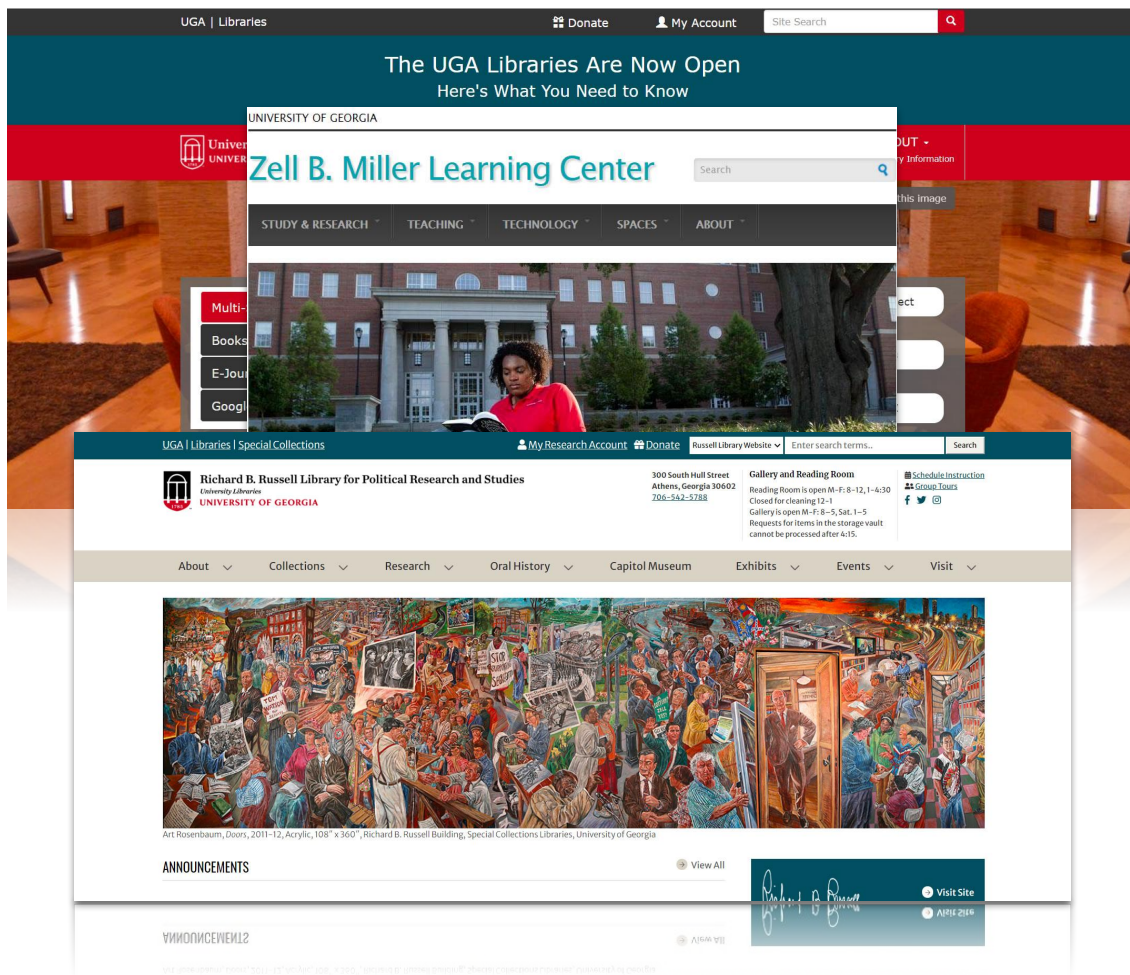 UGA | Libraries
Donate
My Account
Site Search
The UGA Libraries Are Now Open
Here's What You Need to Know
this image
Multi-
Books
UNIVERSITY OF GEORGIA
Zell B. Miller Learning Center
Search
STUDY & RESEARCH
TEACHING
TECHNOLOGY
SPACES
ABOUT
UGA | Libraries | Special Collections
My Research Account
Donate
Russell Library Website
Enter search terms...
Search
Richard B. Russell Library for Political Research and Studies
University Libraries
UNIVERSITY OF GEORGIA
1785
300 South Hull Street
Athens, Georgia 30602
706-542-5788
Gallery and Reading Room
Reading Room is open M-F: 8-12, 1-4:30
Closed for cleaning 12-1
Gallery is open M-F: 8-5, Sat. 1-5
Requests for items in the storage vault
cannot be processed after 4:15.
Schedule Instruction
Group Tours
About
Collections
Research
Oral History
Capitol Museum
Exhibits
Events
Visit
Art Rosenbaum, Doors, 2011-12, Acrylic, 108" x 360", Richard B. Russell Building, Special Collections Libraries, University of Georgia
ANNOUNCEMENTS
View All
Visit Site